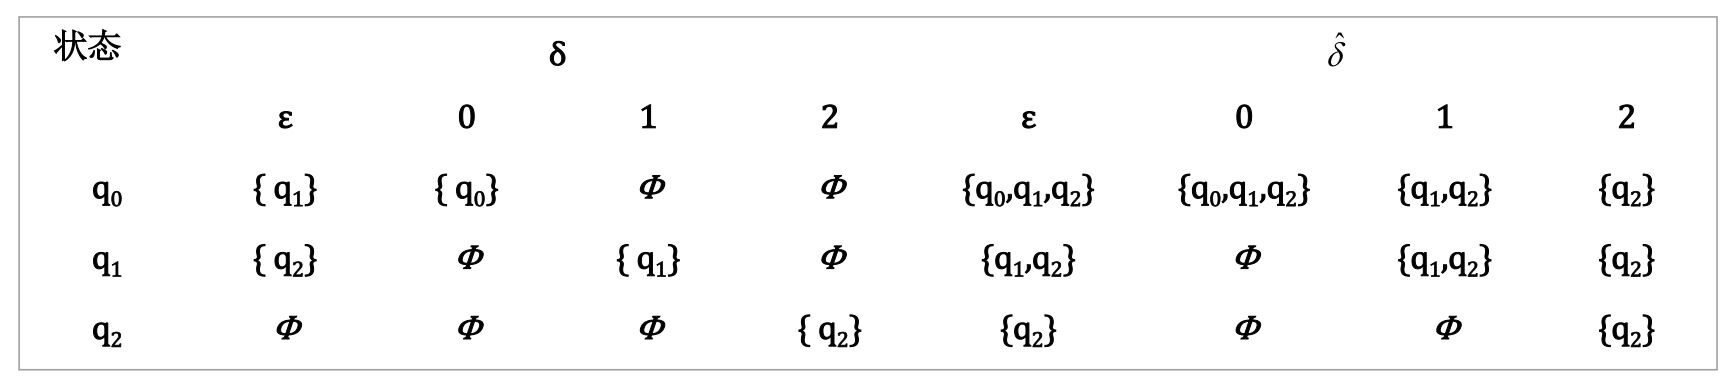 状态 δ δ̂
ε 0 1 2 ε 0 1 2
q₀ { q₁} { q₀} Φ Φ {q₀,q₁,q₂} {q₀,q₁,q₂} {q₁,q₂} {q₂}
q₁ { q₂} Φ { q₁} Φ {q₁,q₂} Φ {q₁,q₂} {q₂}
q₂ Φ Φ Φ { q₂} {q₂} Φ Φ {q₂}